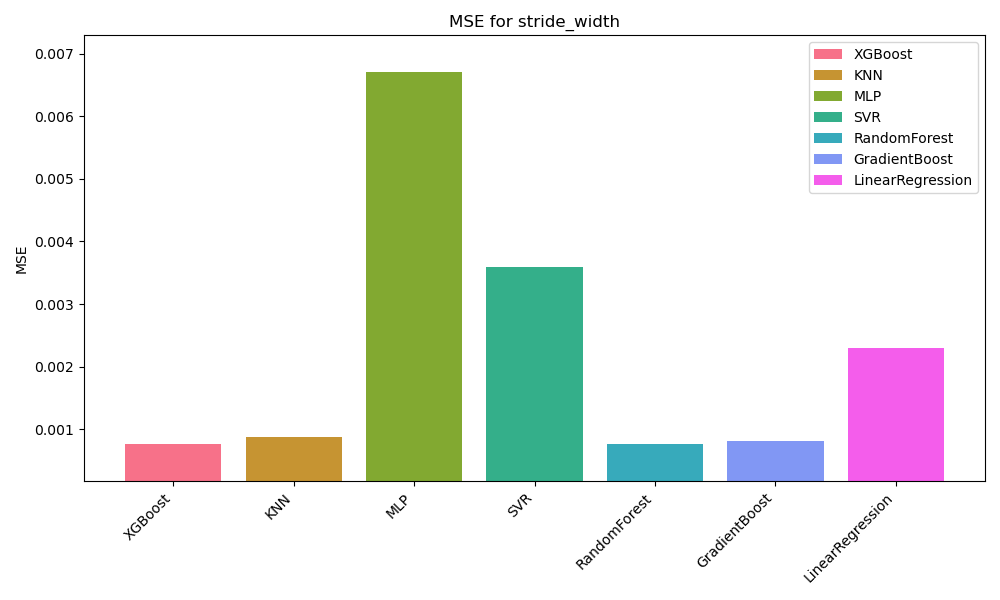 MSE for stride_width
0.007
0.006
0.005
0.004
0.003
0.002
0.001
MSE
XGBoost
KNN
MLP
SVR
RandomForest
GradientBoost
LinearRegression
XGBoost
KNN
MLP
SVR
RandomForest
GradientBoost
LinearRegression